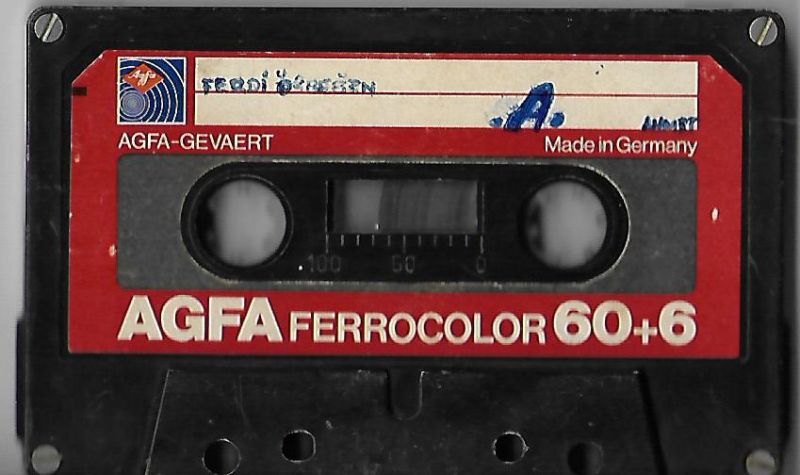 Agfa
FERDİ ÖZBEĞEN
.A.
AGFA-GEVAERT
Made in Germany
100 50 0
AGFA FERROCOLOR 60+6